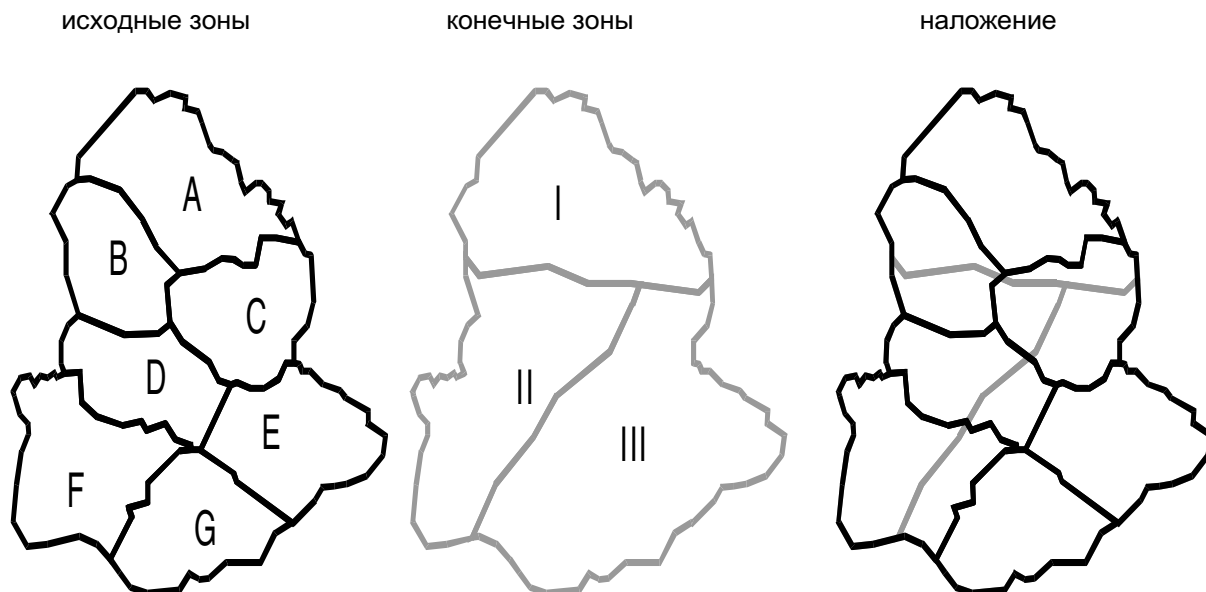 исходные зоны
конечные зоны
наложение
A
B
C
D
E
F
G
I
II
III